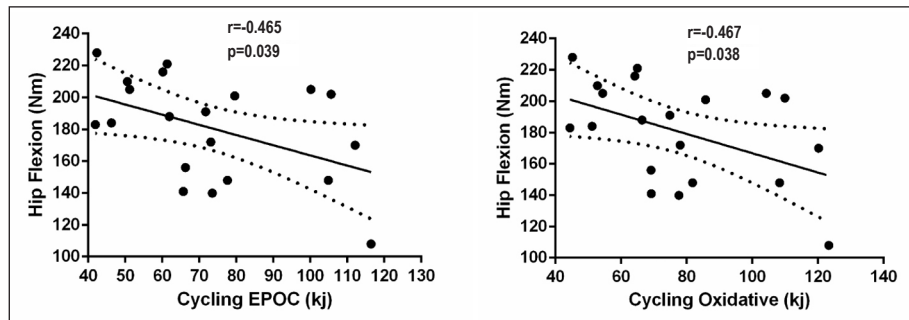 r=-0.465
p=0.039
240
220
200
180
160
140
120
100
Hip Flexion (Nm)
40 50 60 70 80 90 100 110 120 130
Cycling EPOC (kj)
r=-0.467
p=0.038
240
220
200
180
160
140
120
100
Hip Flexion (Nm)
40 60 80 100 120 140
Cycling Oxidative (kj)